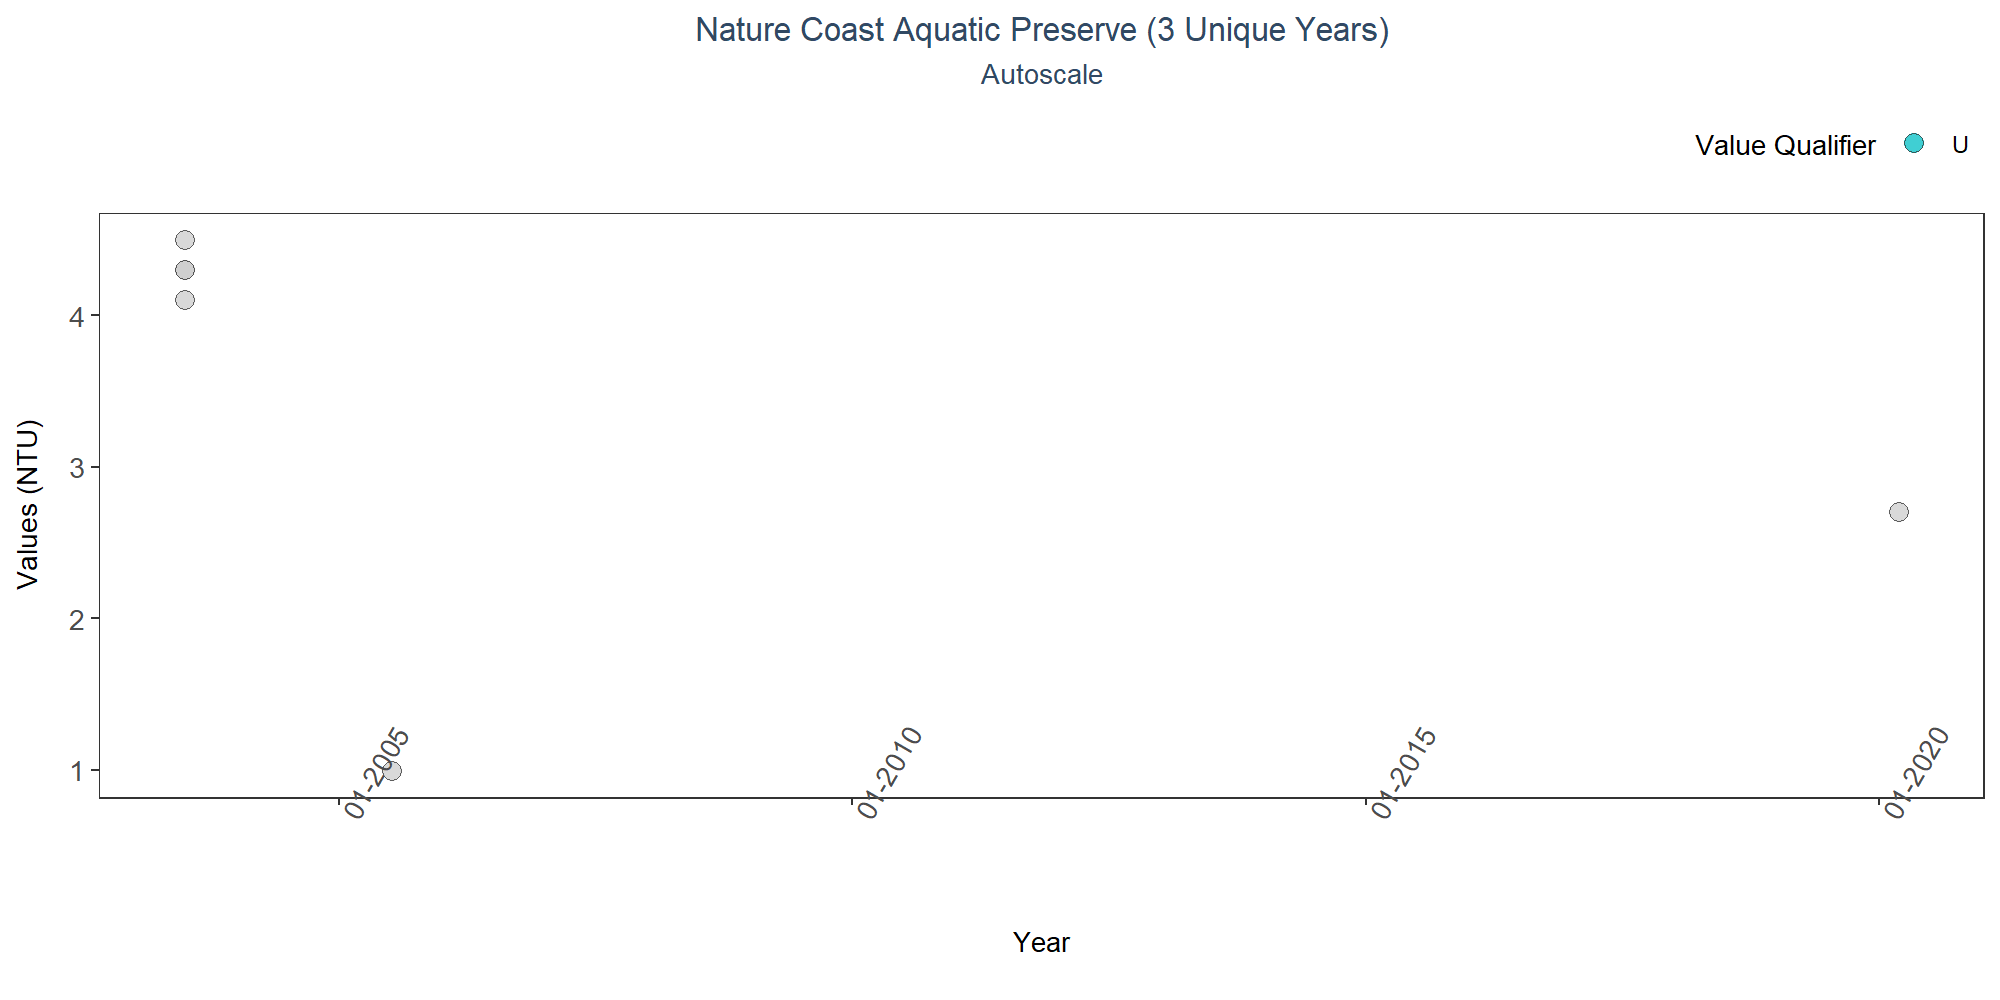 Nature Coast Aquatic Preserve (3 Unique Years)
Autoscale
Value Qualifier U
Values (NTU)
4
3
2
1
01-2005 01-2010 01-2015 01-2020
Year